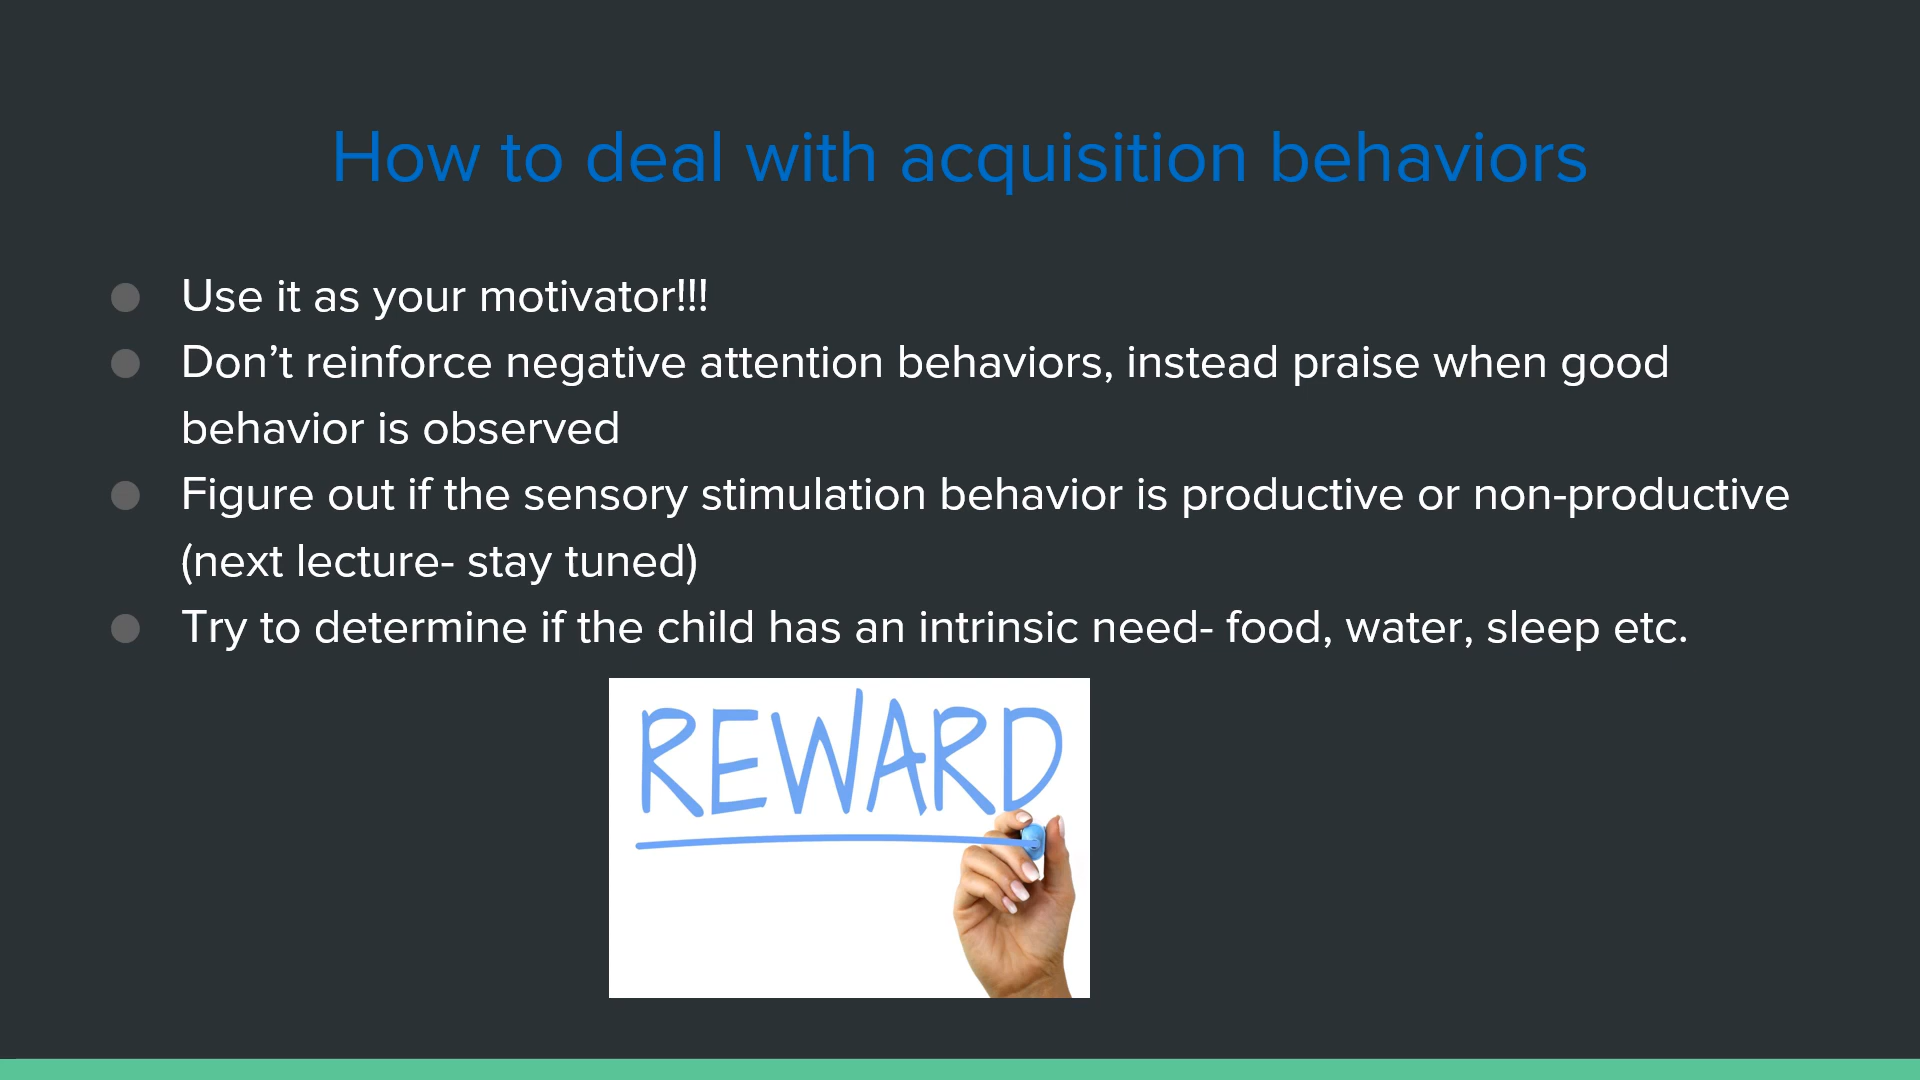 How to deal with acquisition behaviors
Use it as your motivator!!!
Don’t reinforce negative attention behaviors, instead praise when good
behavior is observed
Figure out if the sensory stimulation behavior is productive or non-productive
(next lecture- stay tuned)
Try to determine if the child has an intrinsic need- food, water, sleep etc.
REWARD